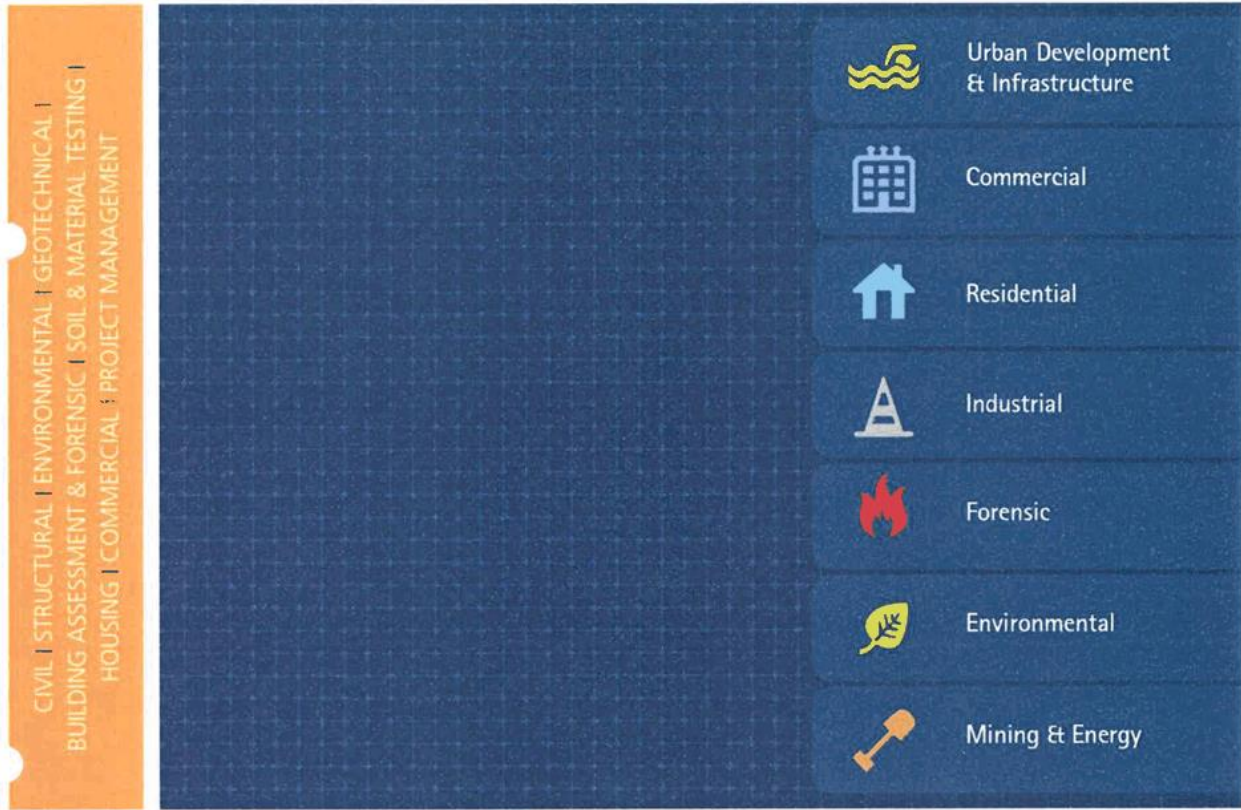 CIVIL | STRUCTURAL | ENVIRONMENTAL | GEOTECHNICAL |
BUILDING ASSESSMENT & FORENSIC | SOIL & MATERIAL TESTING |
HOUSING | COMMERCIAL | PROJECT MANAGEMENT
Urban Development
& Infrastructure
Commercial
Residential
Industrial
Forensic
Environmental
Mining & Energy